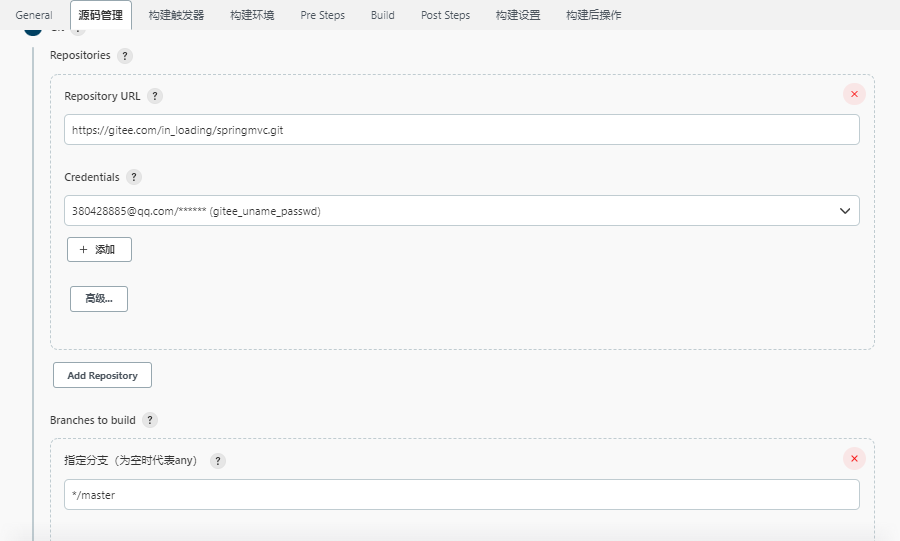 General 源码管理 构建触发器 构建环境 Pre Steps Build Post Steps 构建设置 构建后操作
Repositories ?
Repository URL ?
https://gitee.com/in_loading/springmvc.git
Credentials ?
380428885@qq.com/****** (gitee_uname_passwd)
+ 添加
高级...
Add Repository
Branches to build ?
指定分支（为空时代表any） ?
*/master